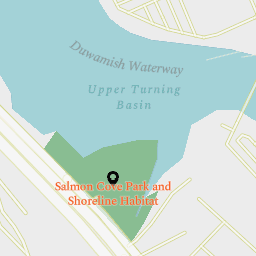 Duwamish Waterway
Upper Turning
Basin
Salmon Cove Park and
Shoreline Habitat